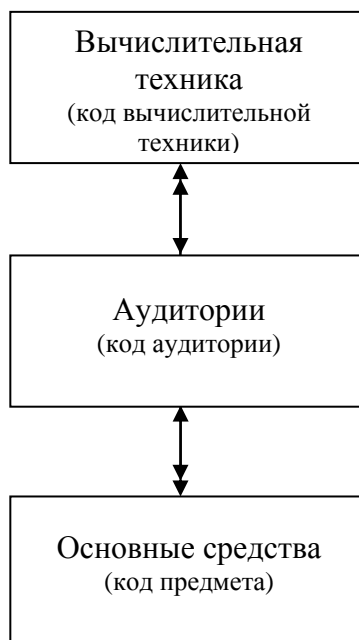 Вычислительная
техника
(код вычислительной
техники)
Аудитории
(код аудитории)
Основные средства
(код предмета)